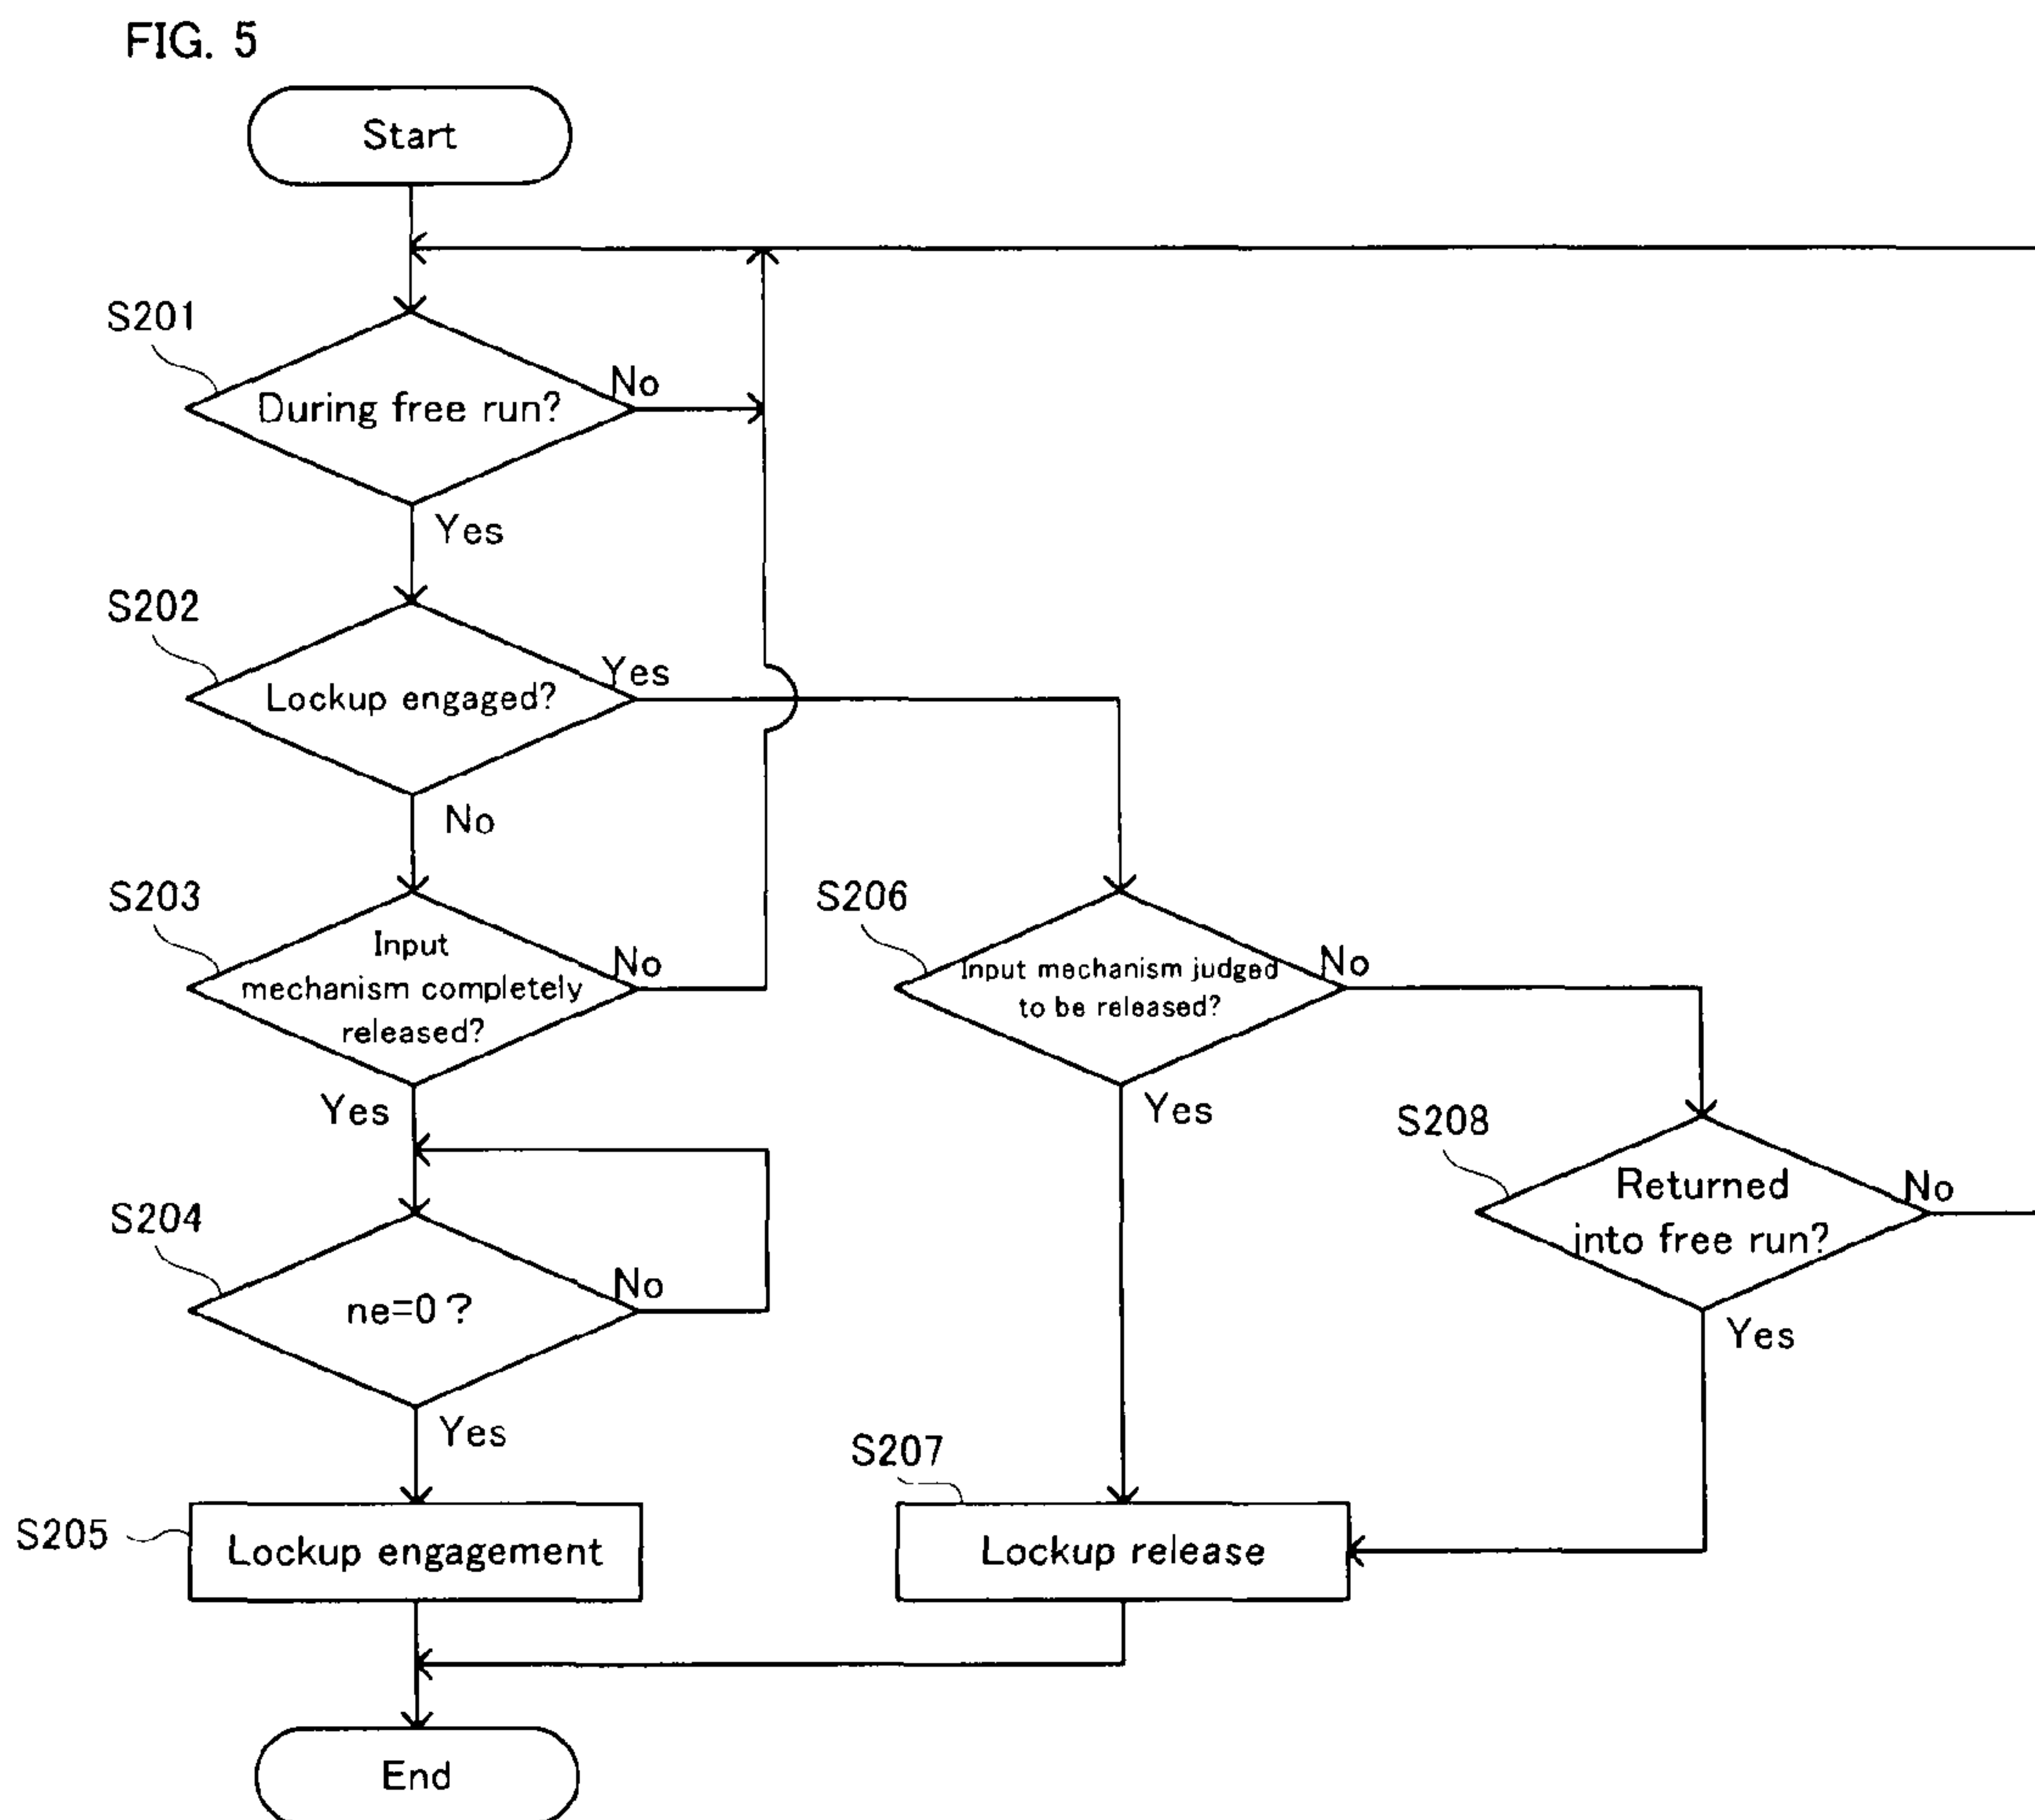 FIG. 5
Start
S201
During free run?
No
Yes
S202
Lockup engaged?
Yes
No
S203
Input
mechanism completely
released?
No
Yes
S206
Input mechanism judged
to be released?
No
Yes
S208
Returned
into free run?
No
Yes
S204
ne=0?
No
Yes
S205
Lockup engagement
S207
Lockup release
End